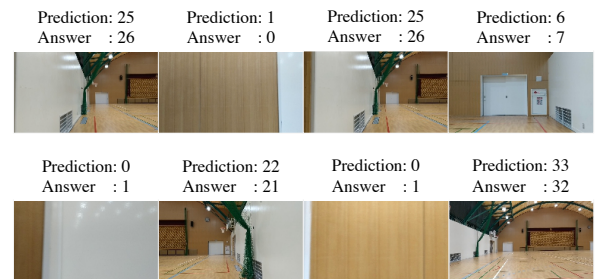 Prediction: 25
Answer : 26
Prediction: 1
Answer : 0
Prediction: 25
Answer : 26
Prediction: 6
Answer : 7
Prediction: 0
Answer : 1
Prediction: 22
Answer : 21
Prediction: 0
Answer : 1
Prediction: 33
Answer : 32